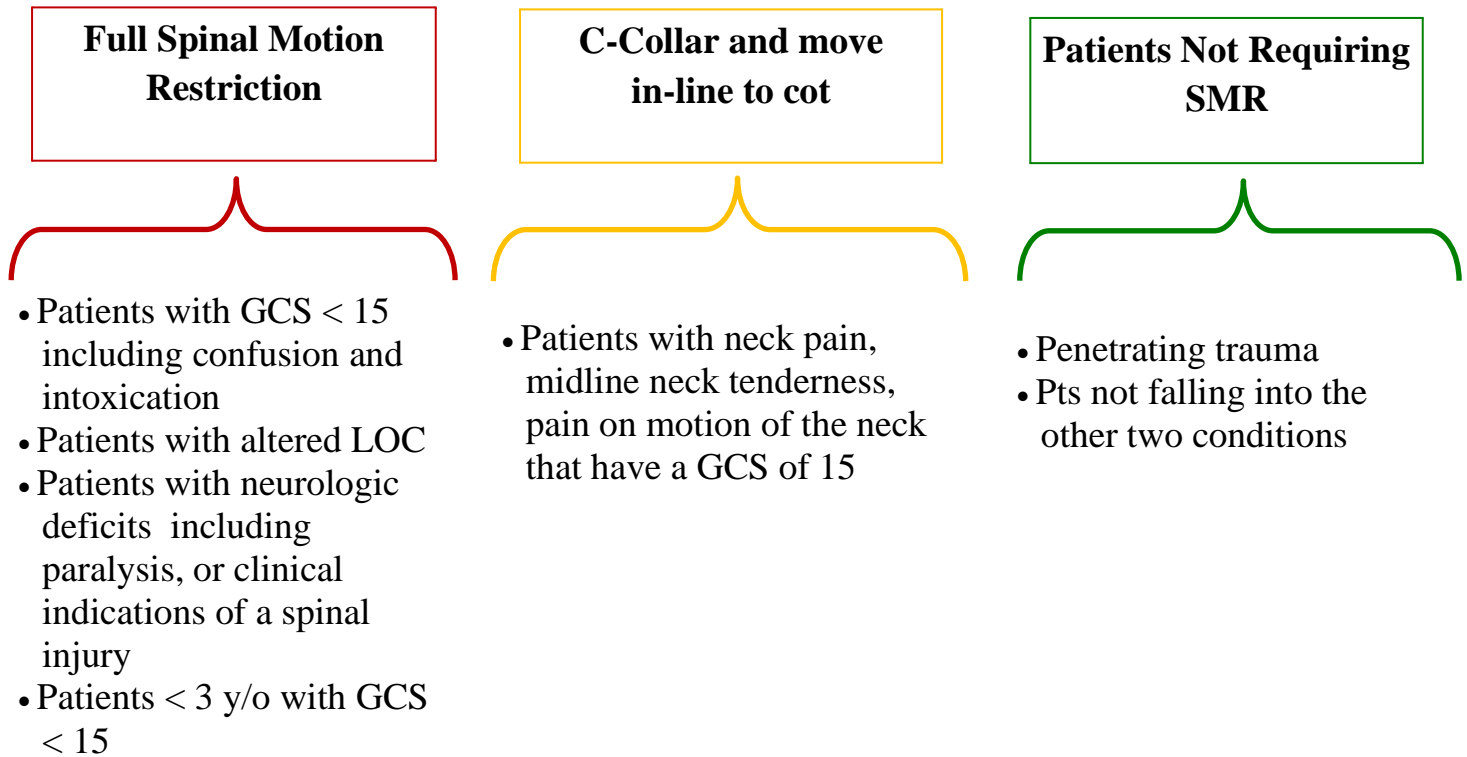 Full Spinal Motion
Restriction
• Patients with GCS < 15
including confusion and
intoxication
• Patients with altered LOC
• Patients with neurologic
deficits including
paralysis, or clinical
indications of a spinal
injury
• Patients < 3 y/o with GCS
< 15
C-Collar and move
in-line to cot
• Patients with neck pain,
midline neck tenderness,
pain on motion of the neck
that have a GCS of 15
Patients Not Requiring
SMR
• Penetrating trauma
• Pts not falling into the
other two conditions